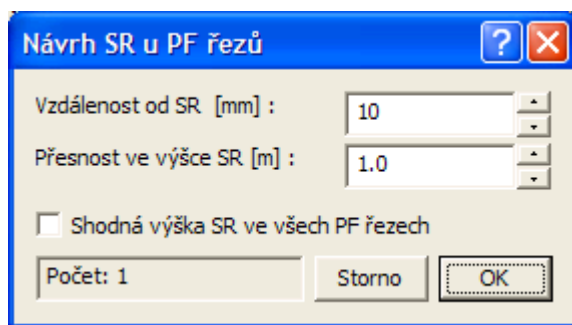 Návrh SR u PF řezů
Vzdálenost od SR [mm] : 10
Přesnost ve výšce SR [m] : 1.0
Shodná výška SR ve všech PF řezech
Počet: 1 Storno OK